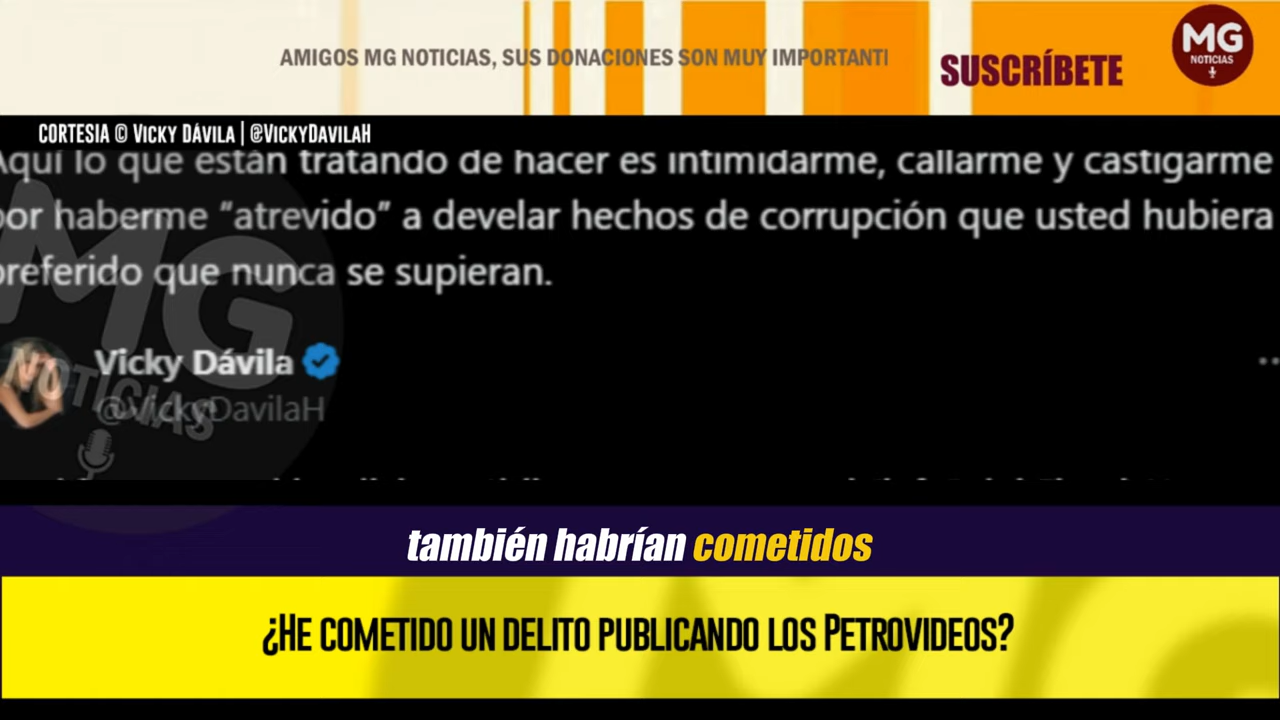 AMIGOS MG NOTICIAS, SUS DONACIONES SON MUY IMPORTANTI
SUSCRÍBETE
MG
NOTICIAS
CORTESIA © VICKY DÁVILA | @VICKYDAVILAH
Aquí lo que están tratando de hacer es intimidarme, callarme y castigarme
por haberme “atrevido” a develar hechos de corrupción que usted hubiera
preferido que nunca se supieran.
MG
NOTICIAS
Vicky Dávila
@VickyDavilaH
también habrían cometidos
¿HE COMETIDO UN DELITO PUBLICANDO LOS PETROVIDEOS?